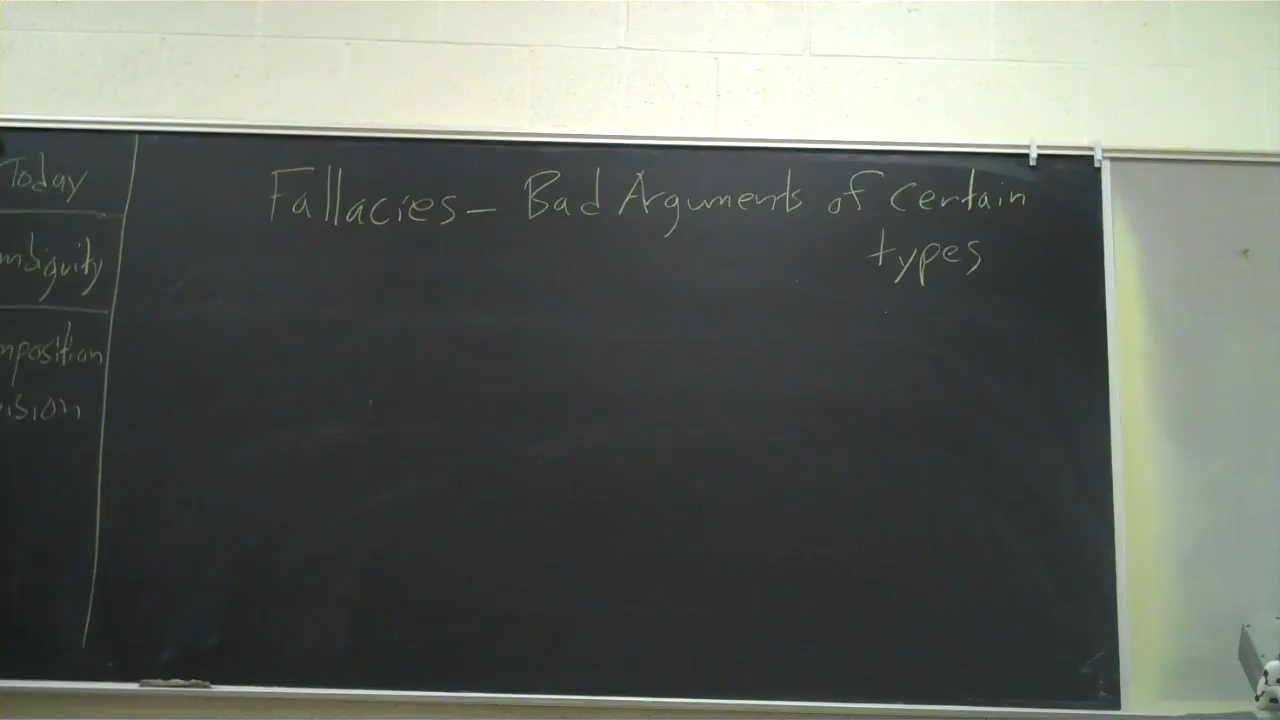 Today
mbiguity
mposition
ision
Fallacies - Bad Arguments of certain
types